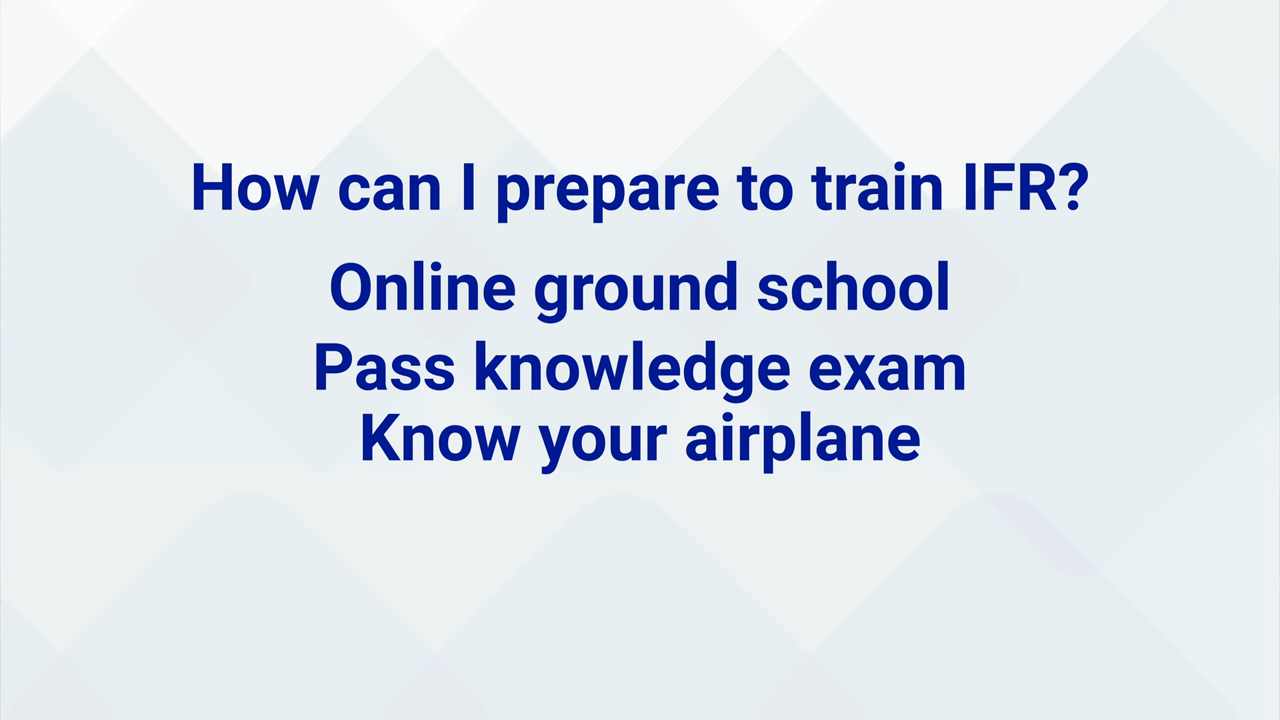 How can I prepare to train IFR?
Online ground school
Pass knowledge exam
Know your airplane